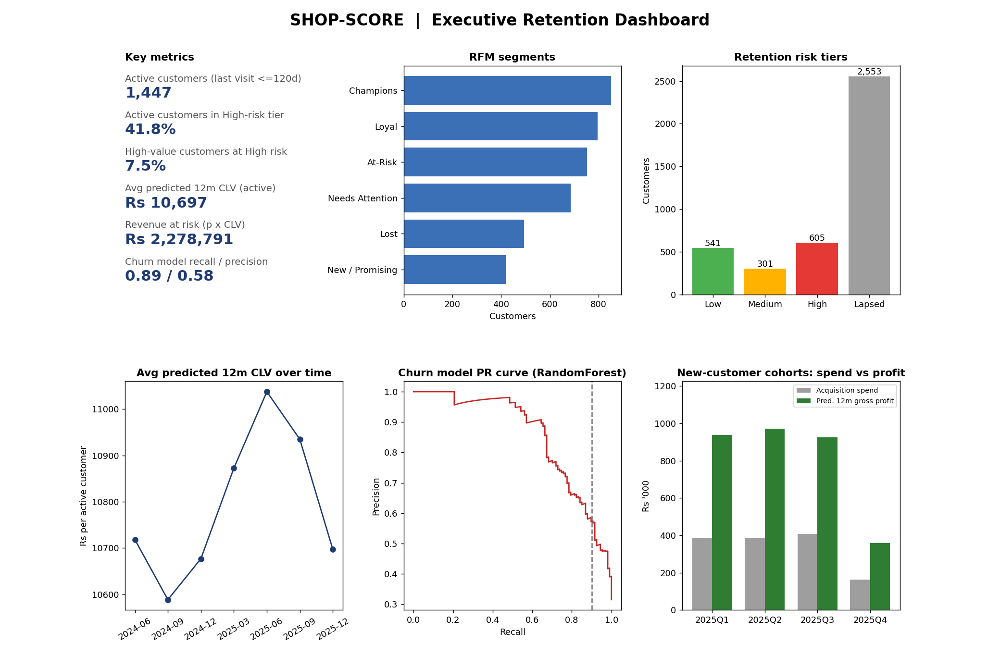 SHOP-SCORE | Executive Retention Dashboard
Key metrics
Active customers (last visit <=120d)
1,447
Active customers in High-risk tier
41.8%
High-value customers at High risk
7.5%
Avg predicted 12m CLV (active)
Rs 10,697
Revenue at risk (p x CLV)
Rs 2,278,791
Churn model recall / precision
0.89 / 0.58
RFM segments
Champions
Loyal
At-Risk
Needs Attention
Lost
New / Promising
0 200 400 600 800
Customers
Retention risk tiers
Customers
2500
2000
1500
1000
500
0
541
301
605
2,553
Low Medium High Lapsed
Avg predicted 12m CLV over time
Rs per active customer
11000
10900
10800
10700
10600
2024-06 2024-09 2024-12 2025-03 2025-06 2025-09 2025-12
Churn model PR curve (RandomForest)
Precision
1.0
0.9
0.8
0.7
0.6
0.5
0.4
0.3
0.0 0.2 0.4 0.6 0.8 1.0
Recall
New-customer cohorts: spend vs profit
Acquisition spend
Pred. 12m gross profit
Rs '000
1200
1000
800
600
400
200
0
2025Q1 2025Q2 2025Q3 2025Q4